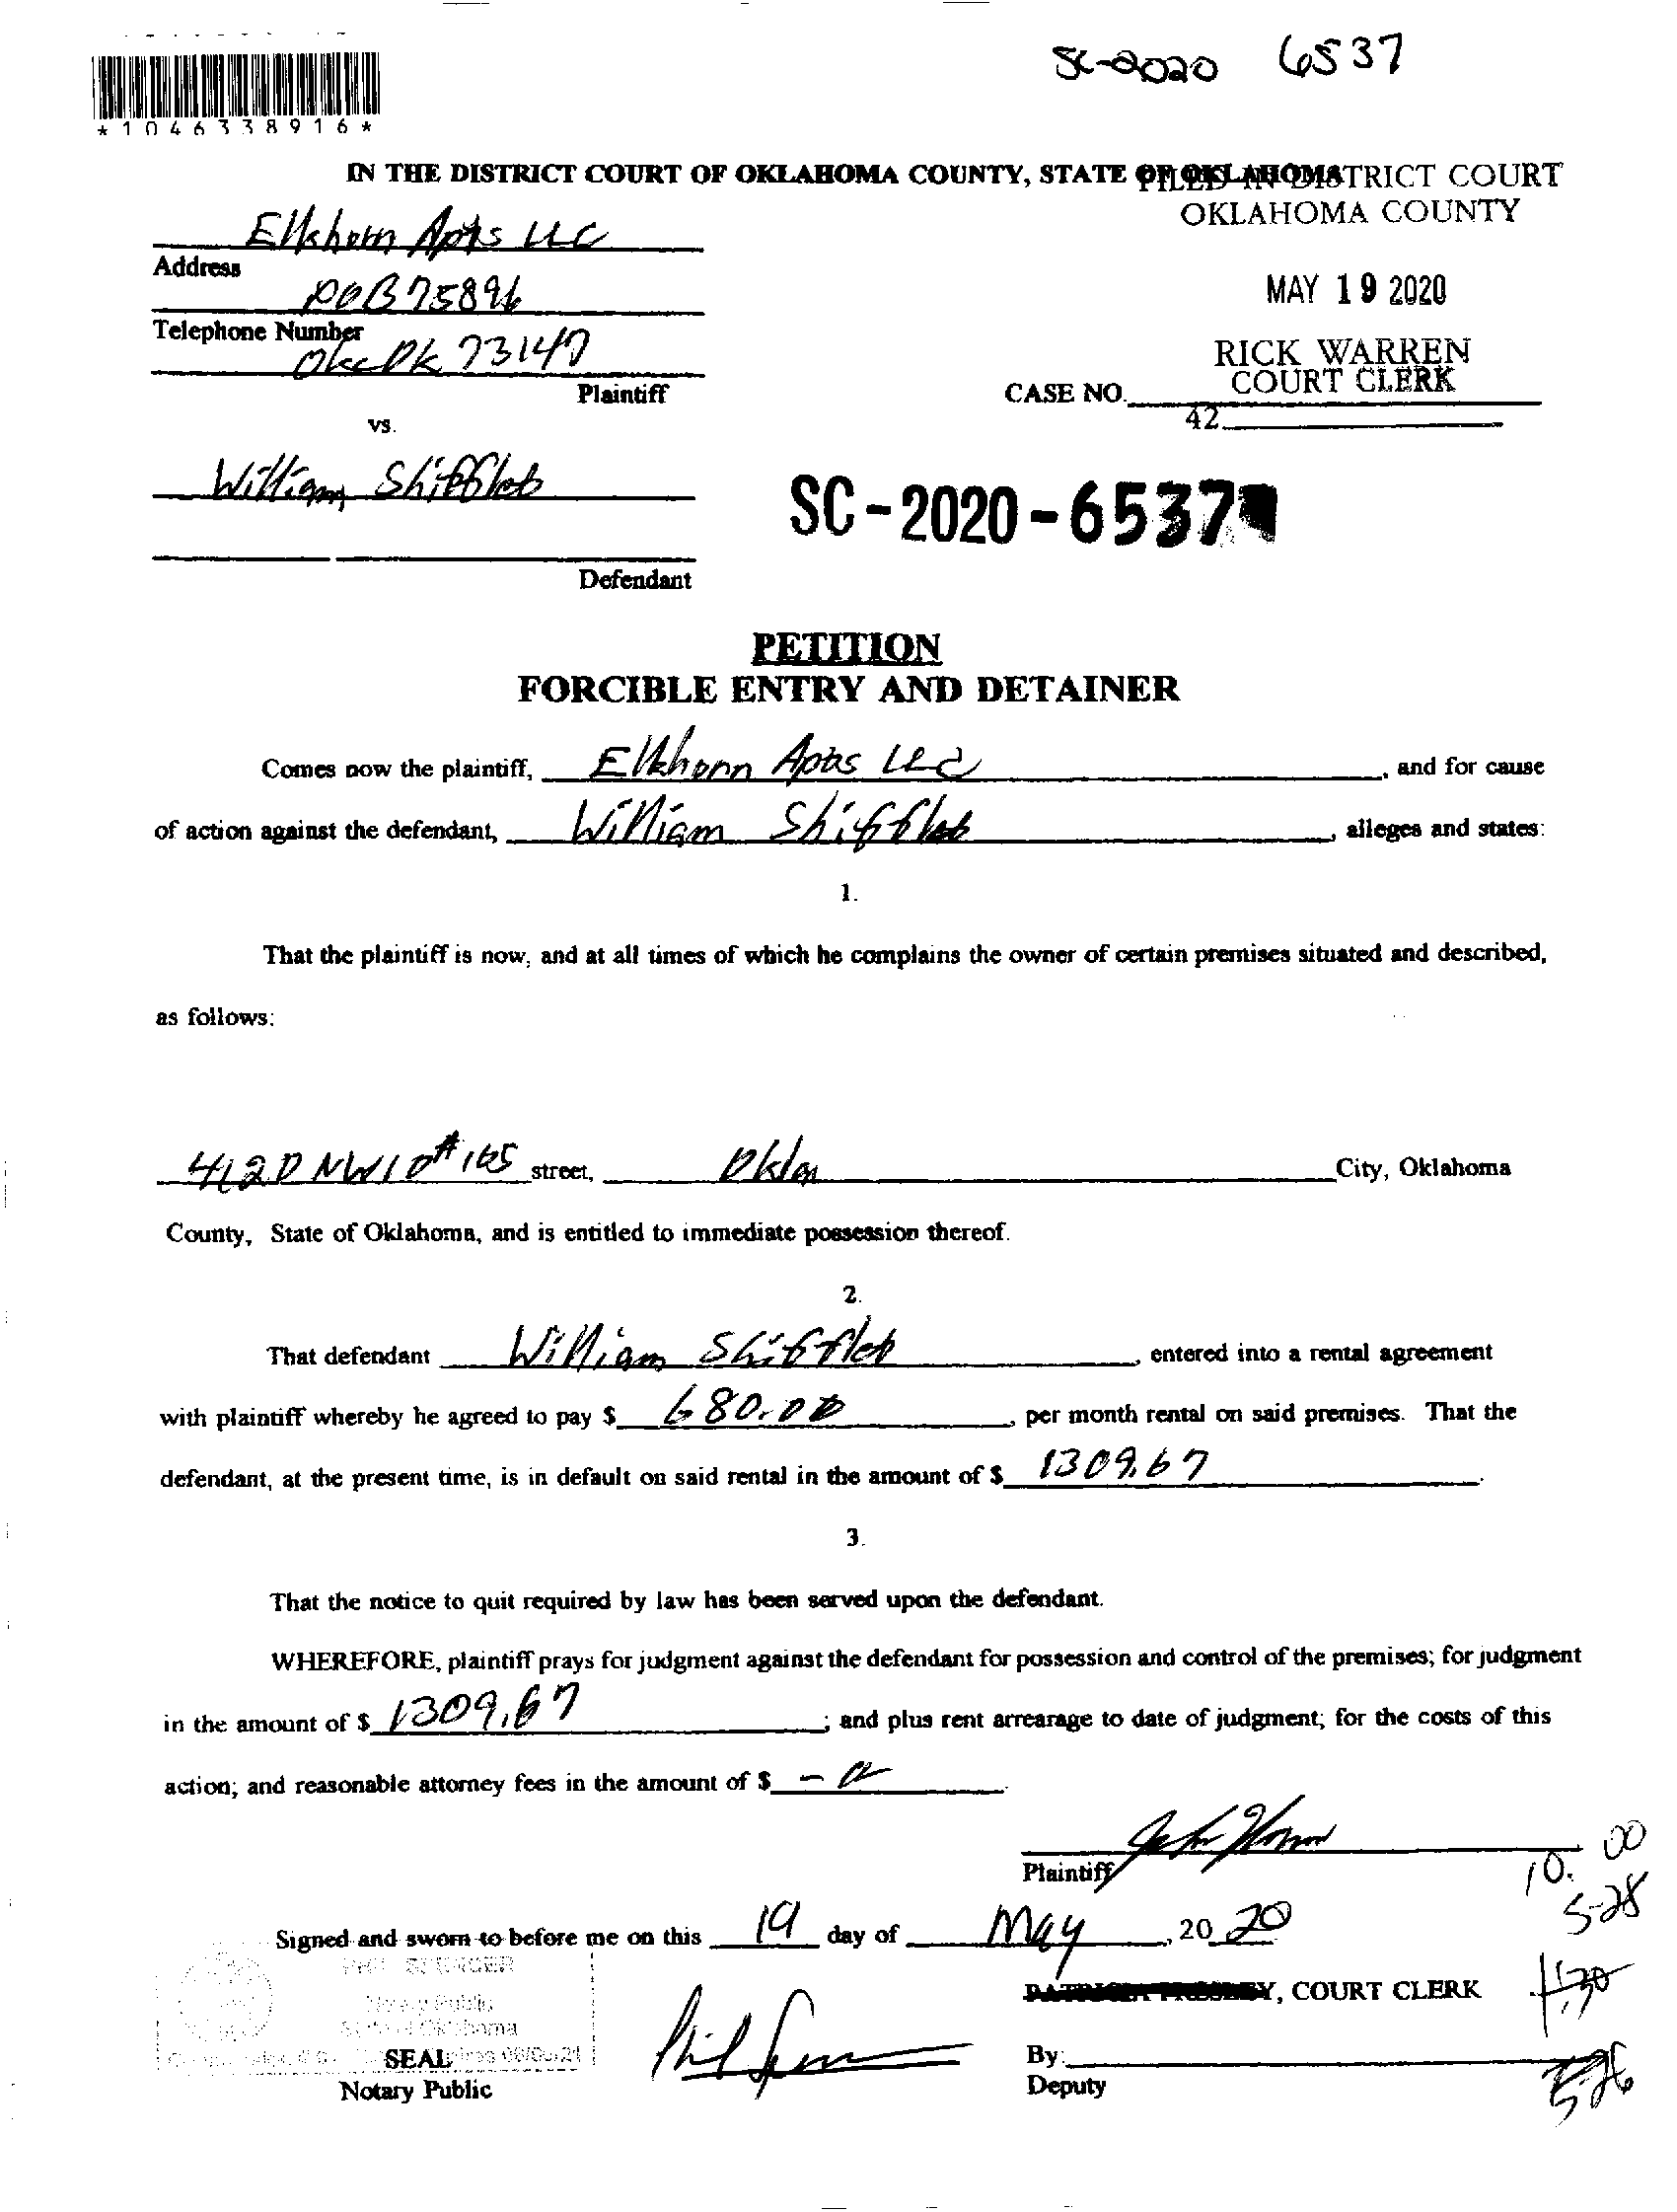 SC-2020 6537
*1046338916*
IN THE DISTRICT COURT OF OKLAHOMA COUNTY, STATE OF OKLAHOMA
FILED IN DISTRICT COURT
OKLAHOMA COUNTY
Elkhorn Apts LLC
Address
POB 75896
MAY 19 2020
Telephone Number
Okc Ok 73147
RICK WARREN
COURT CLERK
Plaintiff
CASE NO.
42
vs.
William Shifflet
SC-2020-6537
Defendant
PETITION
FORCIBLE ENTRY AND DETAINER
Comes now the plaintiff, Elkhorn Apts LLC, and for cause
of action against the defendant, William Shifflet, alleges and states:
1.
That the plaintiff is now, and at all times of which he complains the owner of certain premises situated and described,
as follows:
4120 NW10 #165 street, Okla City, Oklahoma
County, State of Oklahoma, and is entitled to immediate possession thereof.
2.
That defendant William Shifflet, entered into a rental agreement
with plaintiff whereby he agreed to pay $ 680.00, per month rental on said premises. That the
defendant, at the present time, is in default on said rental in the amount of $ 1309.67.
3.
That the notice to quit required by law has been served upon the defendant.
WHEREFORE, plaintiff prays for judgment against the defendant for possession and control of the premises; for judgment
in the amount of $ 1309.67; and plus rent arrearage to date of judgment; for the costs of this
action; and reasonable attorney fees in the amount of $
10.00
Plaintiff
5-28
Signed and sworn to before me on this 19 day of May, 2020
Notary Public
, COURT CLERK
1:30
State of Oklahoma
SEAL
By:
Notary Public
Deputy
5-26